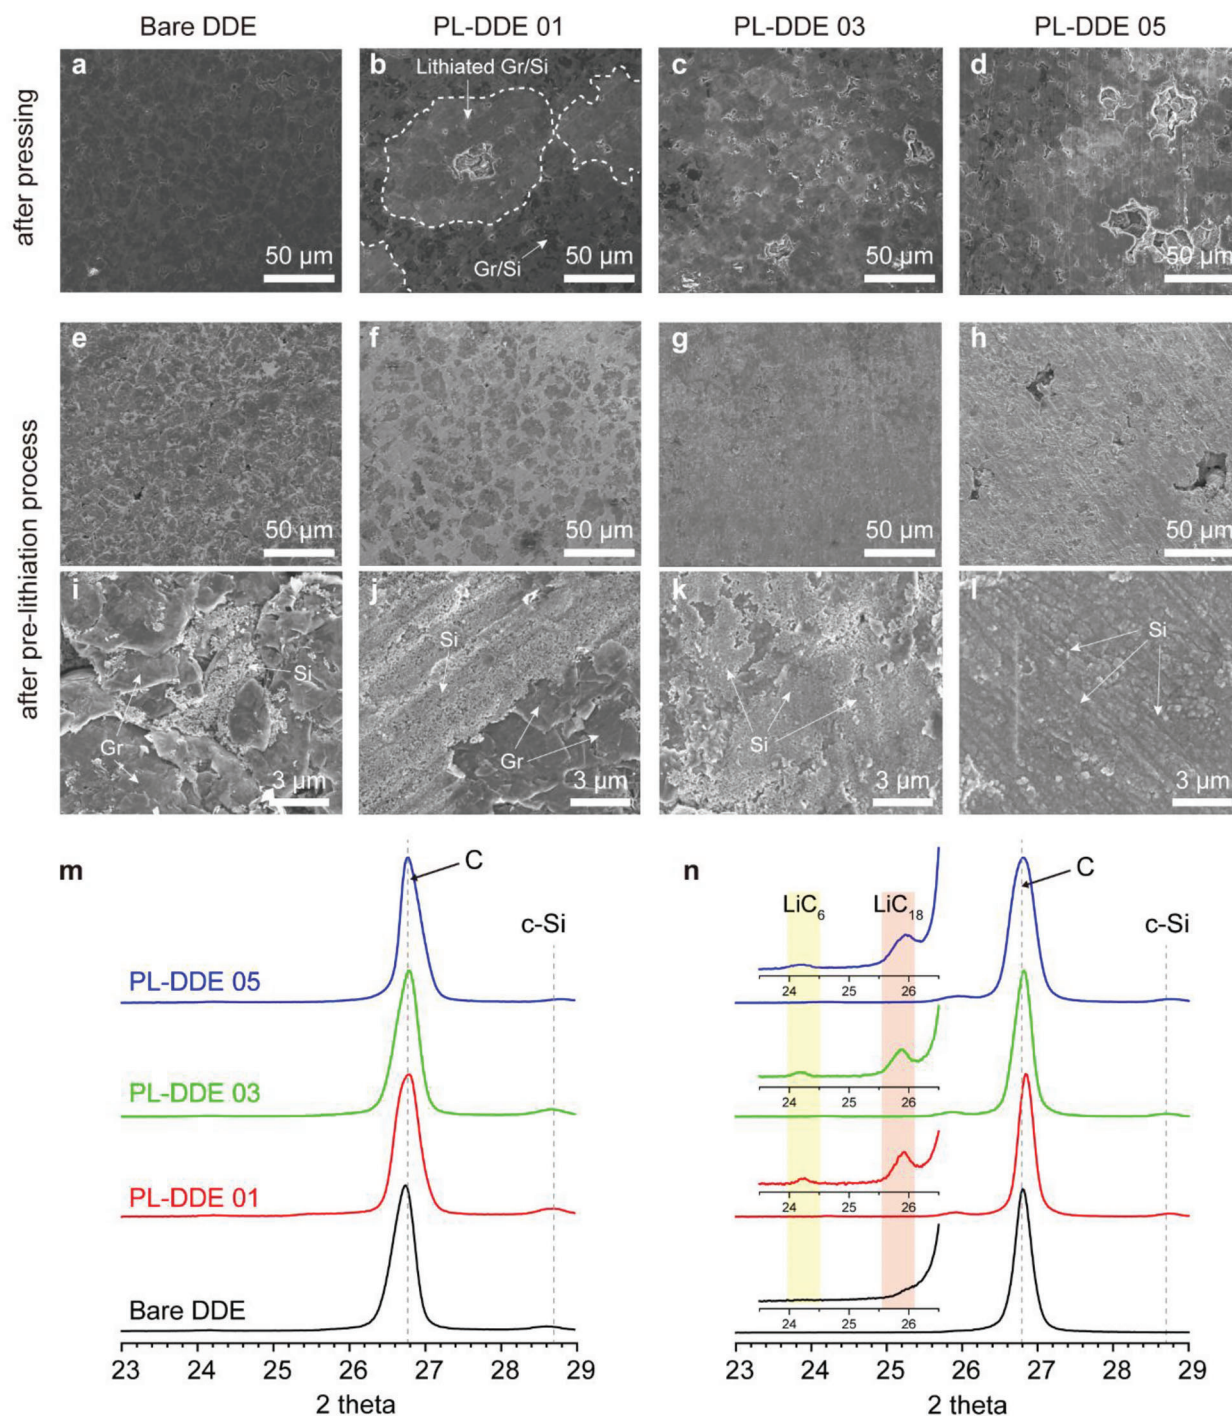 Bare DDE PL-DDE 01 PL-DDE 03 PL-DDE 05
after pressing
a b c d
Lithiated Gr/Si
Gr/Si
50 µm 50 µm 50 µm 50 µm
after pre-lithiation process
e f g h
50 µm 50 µm 50 µm 50 µm
i j k l
Si Si Si Si
Gr Gr
3 µm 3 µm 3 µm 3 µm
m
C
c-Si
PL-DDE 05
PL-DDE 03
PL-DDE 01
Bare DDE
23 24 25 26 27 28 29
2 theta
n
C
LiC6 LiC18
c-Si
24 25 26
24 25 26
24 25 26
24 25 26
23 24 25 26 27 28 29
2 theta